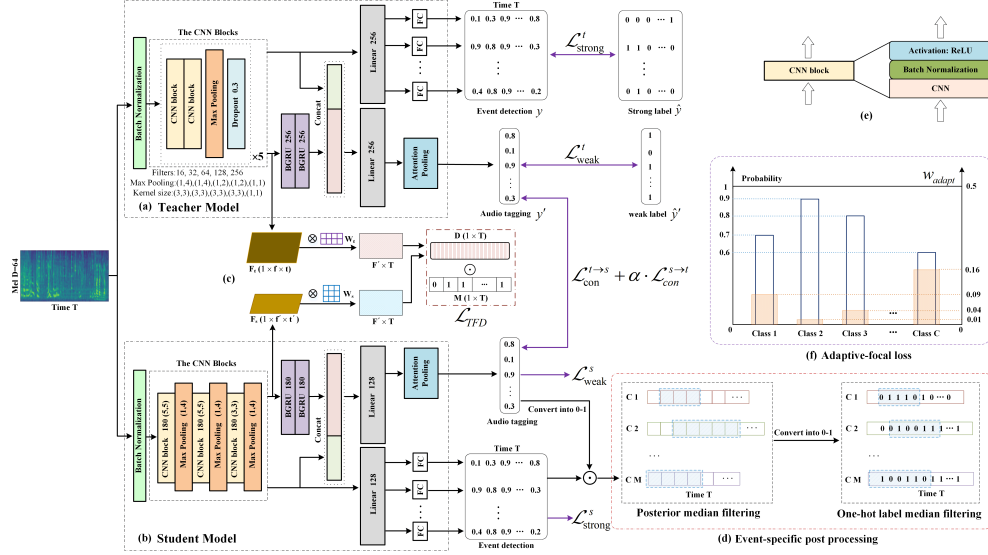 The CNN Blocks
Batch Normalization
CNN block
CNN block
Max Pooling
Dropout 0.3
×5
Filters:16, 32, 64, 128, 256
Max Pooling:(1,4),(1,4),(1,2),(1,2),(1,1)
Kernel size:(3,3),(3,3),(3,3),(3,3),(1,1)
(a) Teacher Model
BGRU 256
BGRU 256
Concat
Linear 256
Linear 256
FC
FC
FC
Attention Pooling
Time T
0.1 0.3 0.9 ··· 0.8
0.9 0.8 0.9 ··· 0.3
0.4 0.8 0.9 ··· 0.2
Event detection y
ℒ^t_strong
0 0 0 ··· 1
1 1 0 ··· 0
1 0 0 ··· 0
Strong label ŷ
0.8
0.1
0.9
0.3
Audio tagging y′
ℒ^t_weak
1
0
1
1
weak label ŷ′
CNN block
Activation: ReLU
Batch Normalization
CNN
(e)
Mel D=64
Time T
(c)
F_t (1×f×t)
⊗ W_t
F′×T
D (1×T)
⊙
0 1 1 ··· 1
M (1×T)
F_s (1×f′×t′)
⊗ W_s
F′×T
ℒ_TFD
ℒ^{t→s}_con + α·ℒ^{s→t}_con
Probability
w_adapt
1
0.9
0.8
0.7
0.6
0
0.5
0.16
0.09
0.04
0.01
0
Class 1
Class 2
Class 3
···
Class C
(f) Adaptive-focal loss
The CNN Blocks
Batch Normalization
CNN block 180 (5,5)
Max Pooling (1,4)
CNN block 180 (5,5)
Max Pooling (1,4)
CNN block 180 (3,3)
Max Pooling (1,4)
BGRU 180
BGRU 180
Concat
Linear 128
Linear 128
Attention Pooling
FC
FC
FC
(b) Student Model
0.8
0.1
0.9
0.3
Audio tagging
ℒ^s_weak
Convert into 0-1
Time T
0.1 0.3 0.9 ··· 0.8
0.9 0.8 0.9 ··· 0.3
0.4 0.8 0.9 ··· 0.2
Event detection
ℒ^s_strong
C 1
C 2
···
C M
Time T
Posterior median filtering
Convert into 0-1
C 1 0 1 1 1 0 1 0 ··· 0
C 2 0 0 1 0 0 1 1 1 ··· 1
···
C M 1 0 0 1 1 0 1 1 ··· 1
Time T
One-hot label median filtering
(d) Event-specific post processing